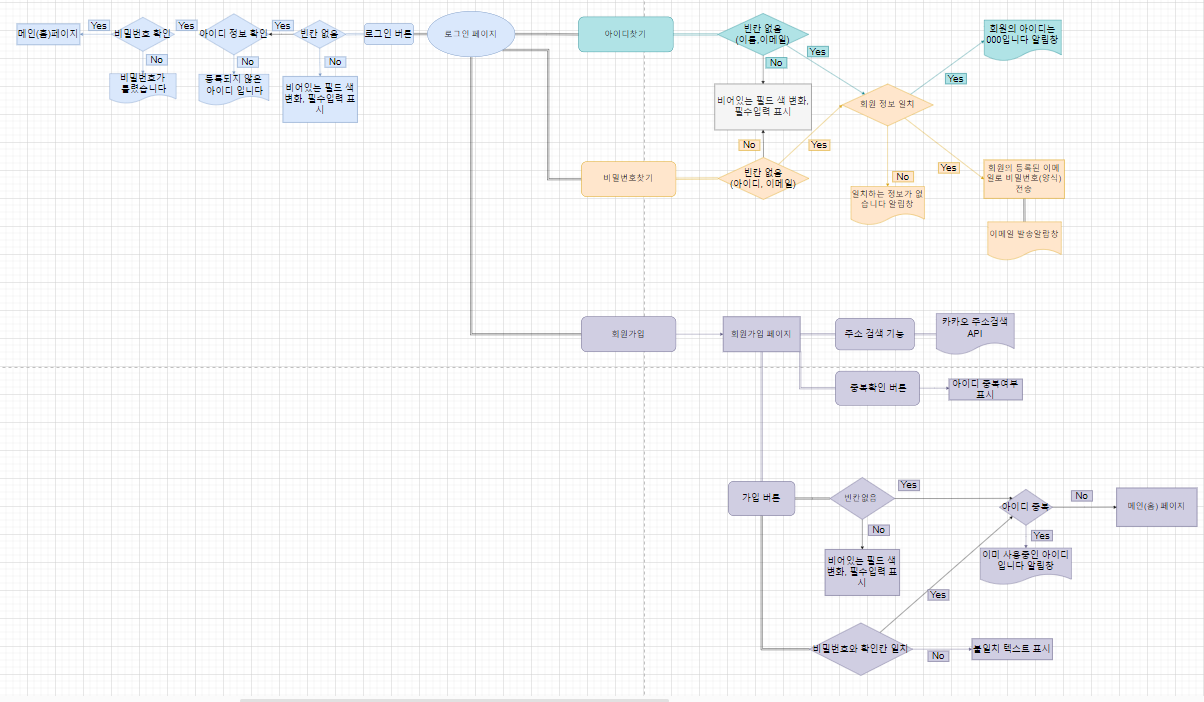 메인(홈)페이지
Yes
비밀번호 확인
Yes
아이디 정보 확인
Yes
빈칸 없음
로그인 버튼
로그인 페이지
No
비밀번호가
틀렸습니다
No
등록되지 않은
아이디 입니다
No
비어있는 필드 색
변화, 필수입력 표
시
아이디찾기
빈칸 없음
(이름,이메일)
Yes
No
회원의 아이디는
000입니다 알림창
Yes
비어있는 필드 색 변화,
필수입력 표시
회원 정보 일치
No
Yes
비밀번호찾기
빈칸 없음
(아이디, 이메일)
No
일치하는 정보가 없
습니다 알림창
Yes
회원의 등록된 이메
일로 비밀번호(양식)
전송
이메일 발송알람창
회원가입
회원가입 페이지
주소 검색 기능
카카오 주소검색
API
중복확인 버튼
아이디 중복여부
표시
가입 버튼
빈칸없음
Yes
No
비어있는 필드 색
변화, 필수입력 표
시
아이디 중복
No
메인(홈) 페이지
Yes
이미 사용중인 아이디
입니다 알림창
Yes
비밀번호와 확인칸 일치
No
불일치 텍스트 표시